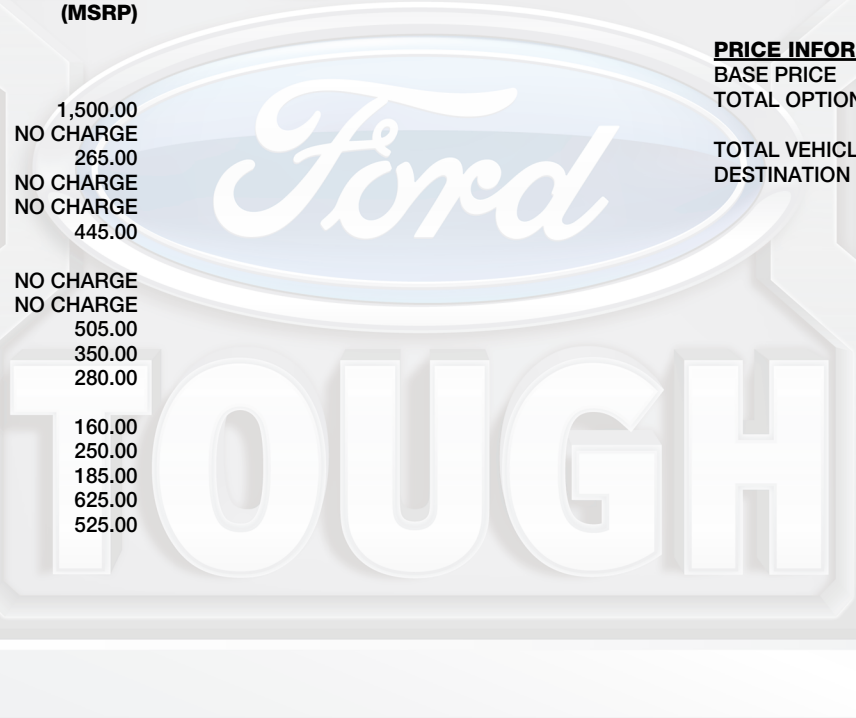 (MSRP)
1,500.00
NO CHARGE
265.00
NO CHARGE
NO CHARGE
445.00
NO CHARGE
NO CHARGE
505.00
350.00
280.00
160.00
250.00
185.00
625.00
525.00
PRICE INFOR
BASE PRICE
TOTAL OPTION
TOTAL VEHICL
DESTINATION
Ford
TOUGH